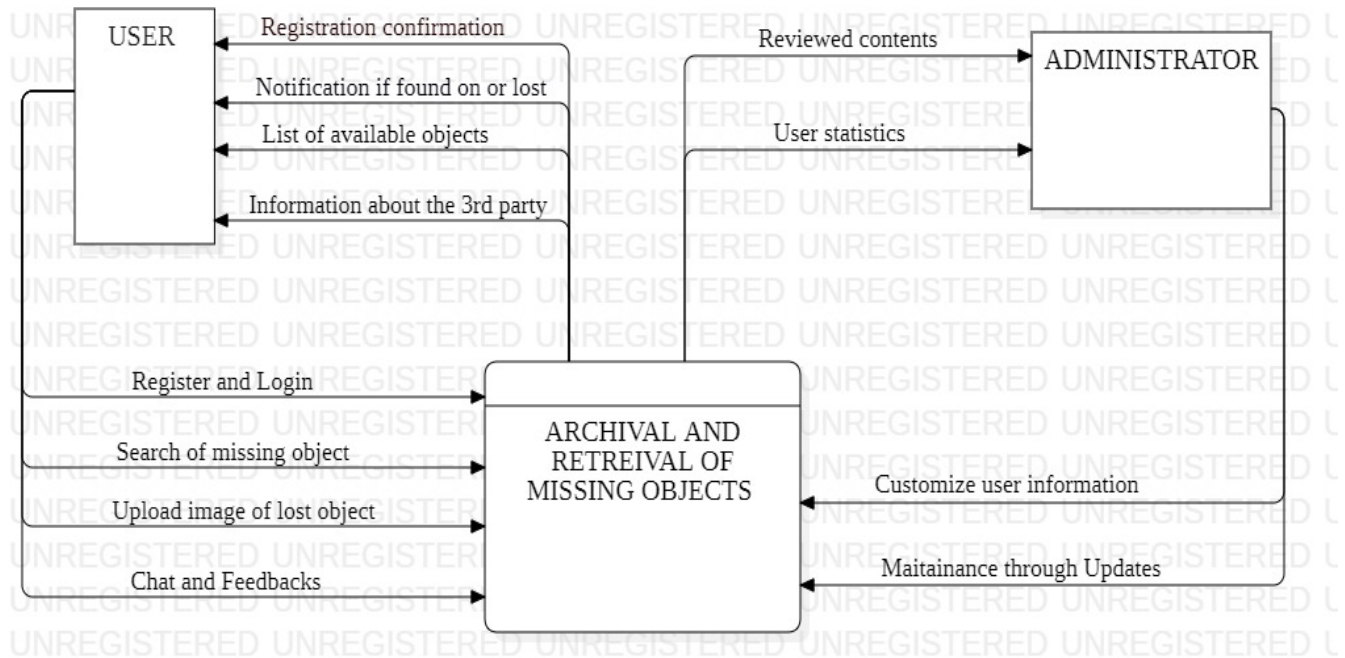 USER
Registration confirmation
Notification if found on or lost
List of available objects
Information about the 3rd party
Reviewed contents
User statistics
ADMINISTRATOR
Register and Login
Search of missing object
Upload image of lost object
Chat and Feedbacks
ARCHIVAL AND
RETREIVAL OF
MISSING OBJECTS
Customize user information
Maitainance through Updates
UNREGISTERED UNREGISTERED UNREGISTERED UNREGISTERED UNREGISTERED U